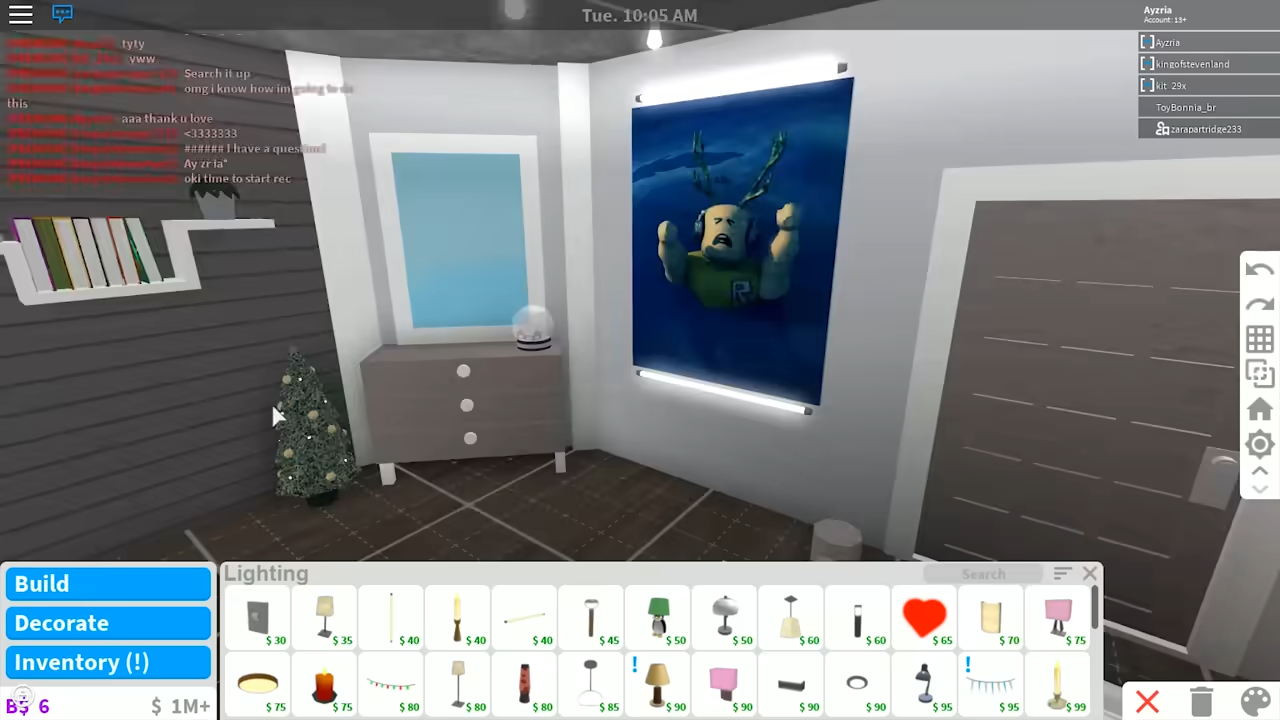 Tue. 10:05 AM
Ayzria
Account: 13+
Ayzria
kingofstevenland
kit_29x
ToyBonnia_br
zarapartridge233
tyty
yww
Search it up
omg i know how im going to do
this
aaa thank u love
<3333333
###### I have a question!
Ay zr ia*
oki time to start rec
Build
Decorate
Inventory (!)
B$ 6
$ 1M+
Lighting
Search
$ 30
$ 35
$ 40
$ 40
$ 40
$ 45
$ 50
$ 50
$ 60
$ 60
$ 65
$ 70
$ 75
$ 75
$ 75
$ 80
$ 80
$ 80
$ 85
! $ 90
$ 90
$ 90
$ 90
$ 95
! $ 95
$ 99